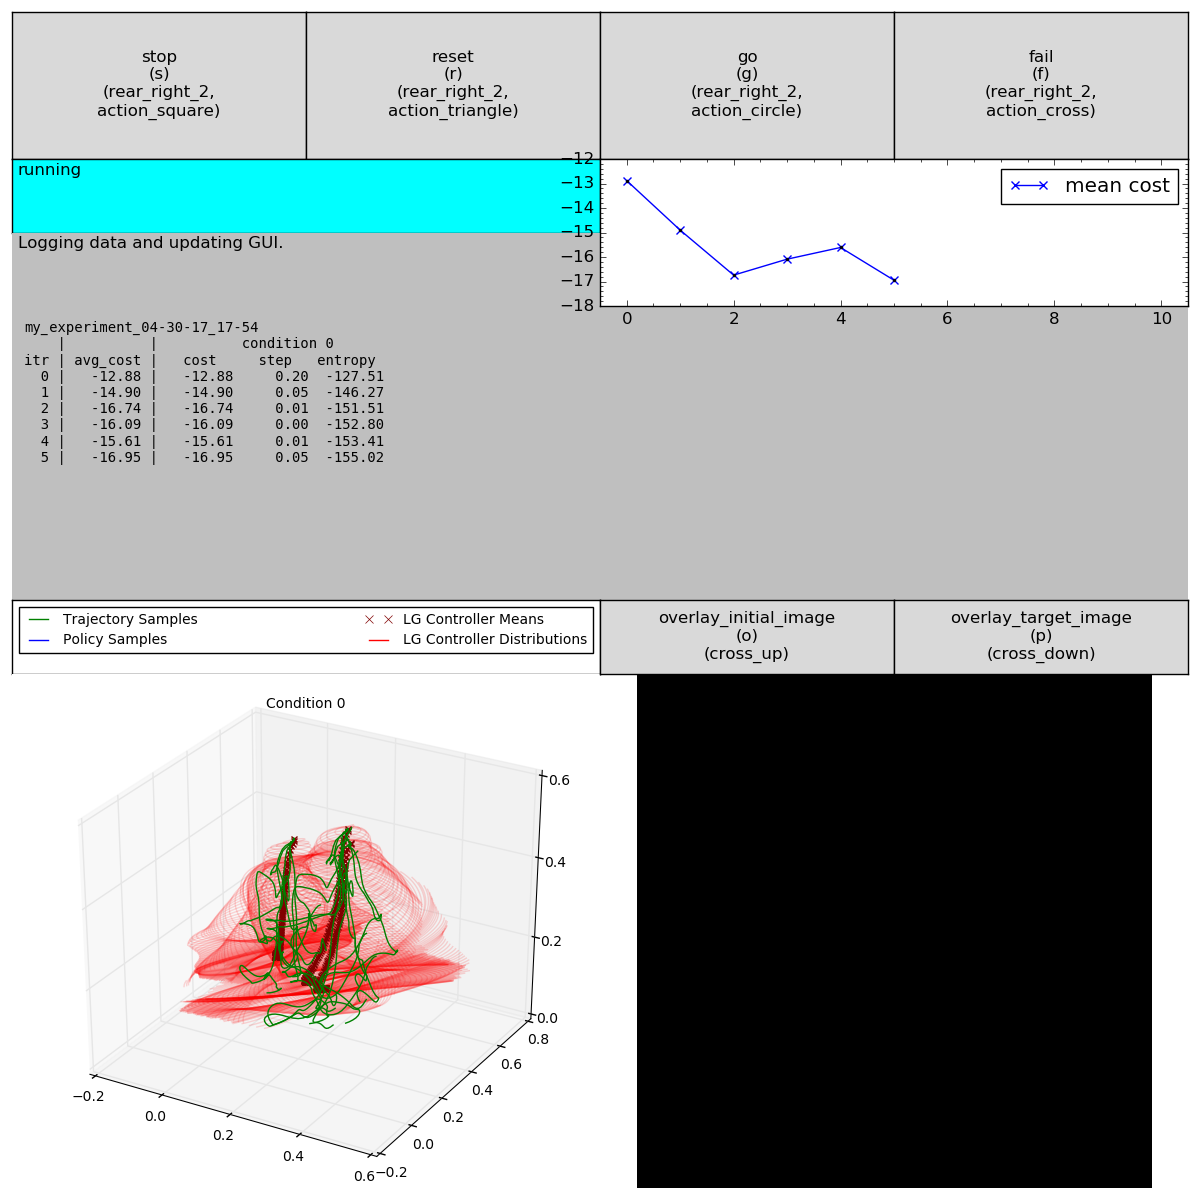 stop
(s)
(rear_right_2,
action_square)
reset
(r)
(rear_right_2,
action_triangle)
go
(g)
(rear_right_2,
action_circle)
fail
(f)
(rear_right_2,
action_cross)
running
Logging data and updating GUI.
−12
−13
−14
−15
−16
−17
−18
mean cost
0 2 4 6 8 10
my_experiment_04-30-17_17-54
| | condition 0
itr | avg_cost | cost step entropy
0 | -12.88 | -12.88 0.20 -127.51
1 | -14.90 | -14.90 0.05 -146.27
2 | -16.74 | -16.74 0.01 -151.51
3 | -16.09 | -16.09 0.00 -152.80
4 | -15.61 | -15.61 0.01 -153.41
5 | -16.95 | -16.95 0.05 -155.02
Trajectory Samples
Policy Samples
LG Controller Means
LG Controller Distributions
overlay_initial_image
(o)
(cross_up)
overlay_target_image
(p)
(cross_down)
Condition 0
0.6
0.4
0.2
0.0
0.8
0.6
0.4
0.2
0.0
−0.2
−0.2
0.0
0.2
0.4
0.6